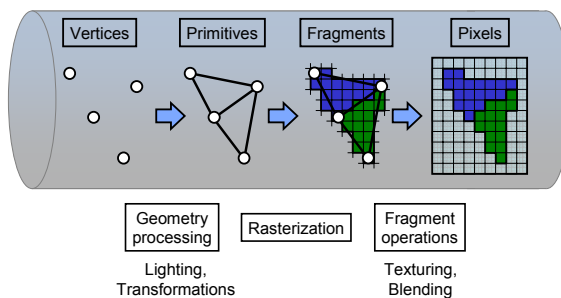 Vertices
Primitives
Fragments
Pixels
Geometry
processing
Rasterization
Fragment
operations
Lighting,
Transformations
Texturing,
Blending